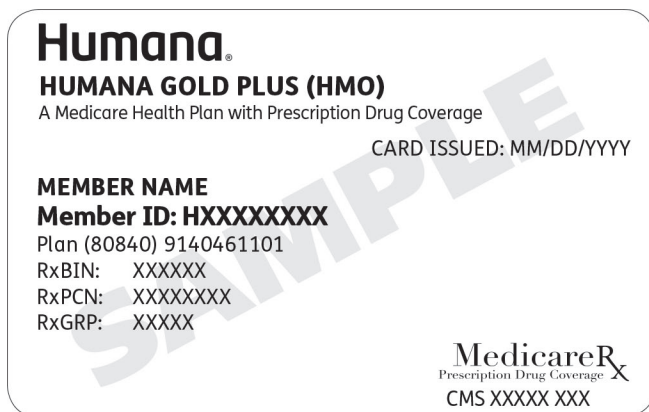 Humana®
HUMANA GOLD PLUS (HMO)
A Medicare Health Plan with Prescription Drug Coverage
CARD ISSUED: MM/DD/YYYY
MEMBER NAME
Member ID: HXXXXXXXX
Plan (80840) 9140461101
RxBIN: XXXXXX
RxPCN: XXXXXXXX
RxGRP: XXXXX
SAMPLE
MedicareRx
Prescription Drug Coverage
CMS XXXXX XXX